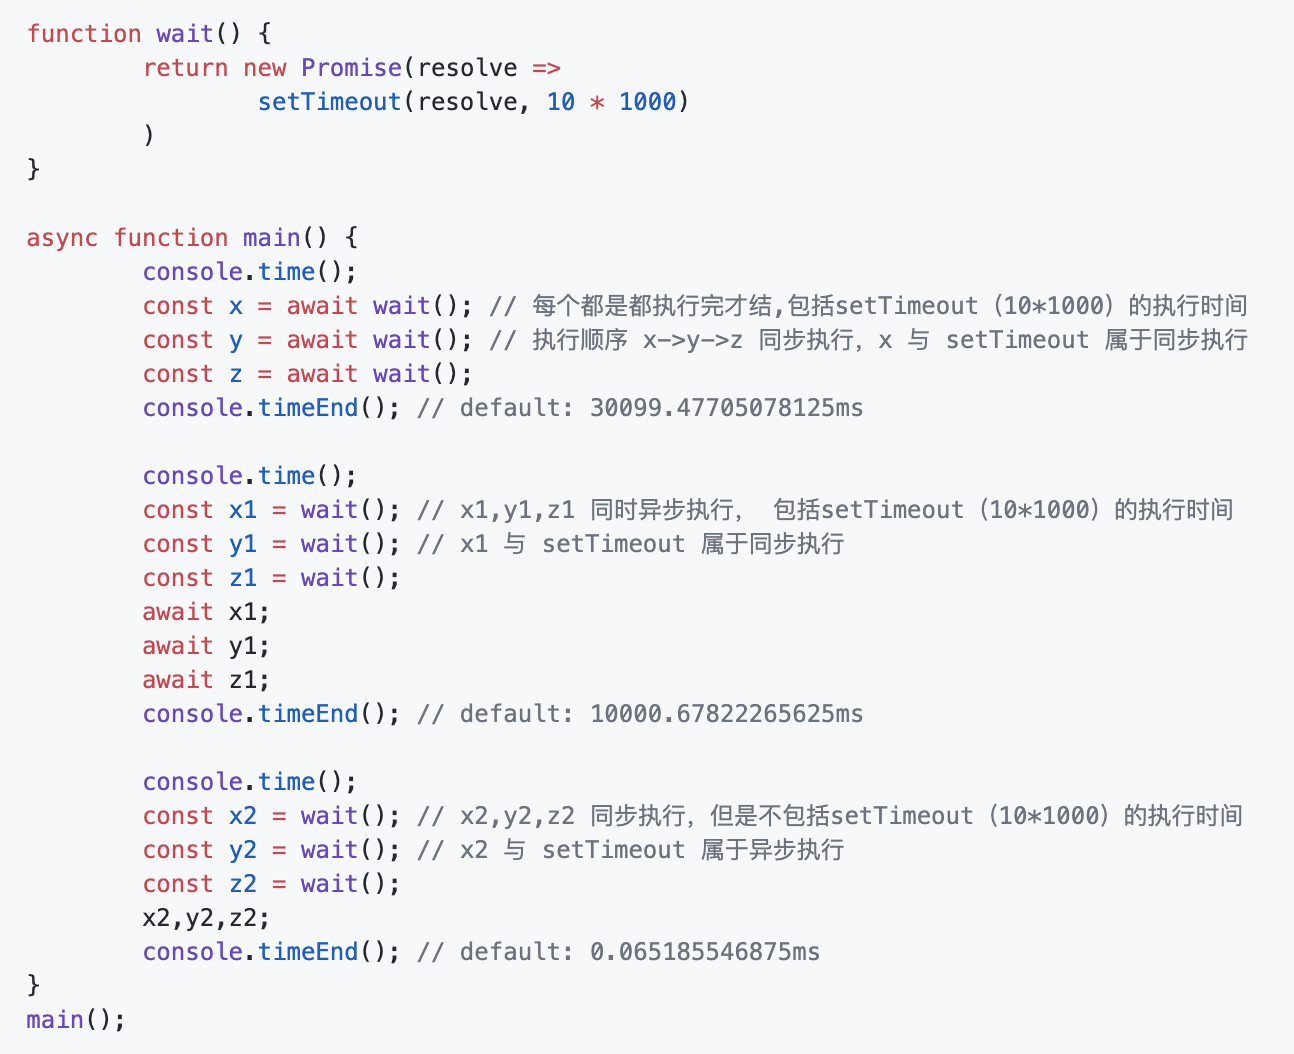 function wait() {
        return new Promise(resolve =>
                setTimeout(resolve, 10 * 1000)
        )
}

async function main() {
        console.time();
        const x = await wait(); // 每个都是都执行完才结,包括setTimeout（10*1000）的执行时间
        const y = await wait(); // 执行顺序 x->y->z 同步执行，x 与 setTimeout 属于同步执行
        const z = await wait();
        console.timeEnd(); // default: 30099.47705078125ms

        console.time();
        const x1 = wait(); // x1,y1,z1 同时异步执行， 包括setTimeout（10*1000）的执行时间
        const y1 = wait(); // x1 与 setTimeout 属于同步执行
        const z1 = wait();
        await x1;
        await y1;
        await z1;
        console.timeEnd(); // default: 10000.67822265625ms

        console.time();
        const x2 = wait(); // x2,y2,z2 同步执行，但是不包括setTimeout（10*1000）的执行时间
        const y2 = wait(); // x2 与 setTimeout 属于异步执行
        const z2 = wait();
        x2,y2,z2;
        console.timeEnd(); // default: 0.065185546875ms
}
main();